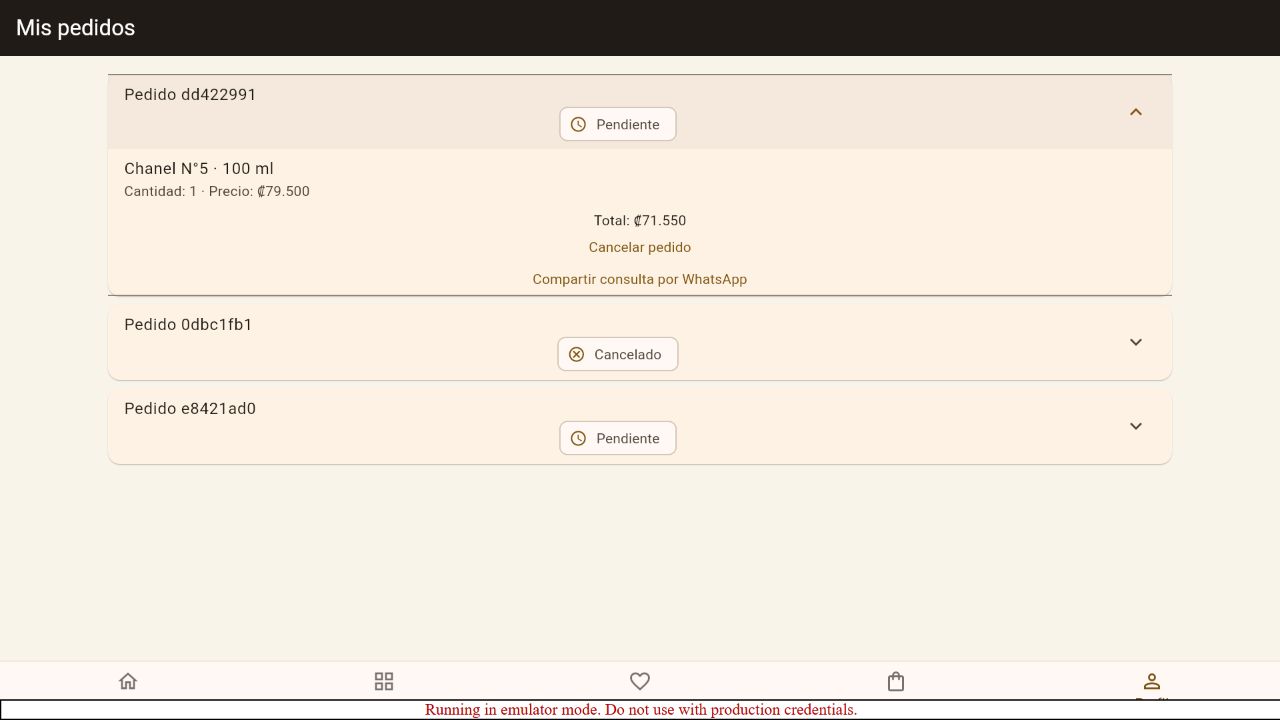 Mis pedidos
Pedido dd422991
Pendiente
Chanel N°5 · 100 ml
Cantidad: 1 · Precio: ₡79.500
Total: ₡71.550
Cancelar pedido
Compartir consulta por WhatsApp
Pedido 0dbc1fb1
Cancelado
Pedido e8421ad0
Pendiente
Running in emulator mode. Do not use with production credentials.